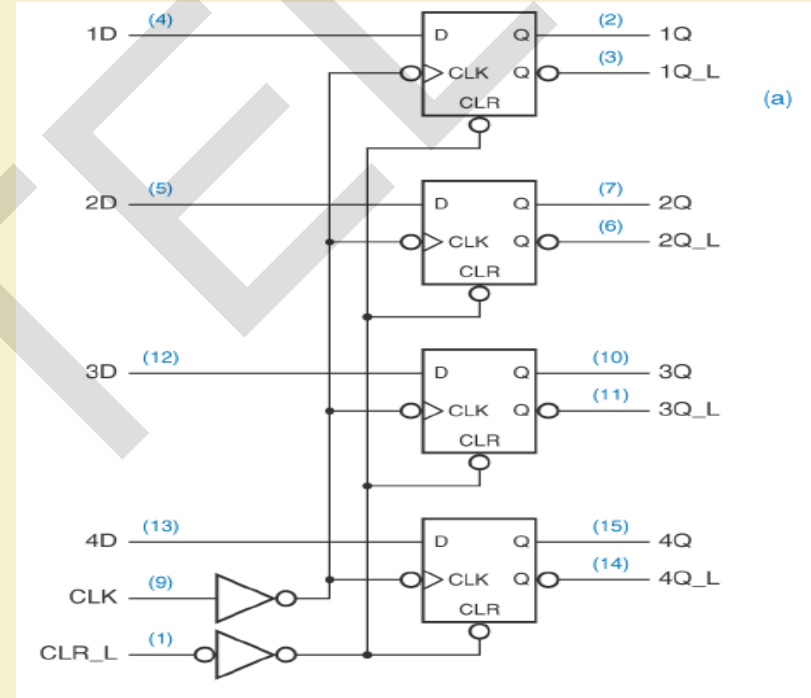 1D (4) D Q (2) 1Q
CLK Q (3) 1Q_L
CLR
(a)
2D (5) D Q (7) 2Q
CLK Q (6) 2Q_L
CLR
3D (12) D Q (10) 3Q
CLK Q (11) 3Q_L
CLR
4D (13) D Q (15) 4Q
CLK (9) CLK Q (14) 4Q_L
CLR
CLR_L (1)